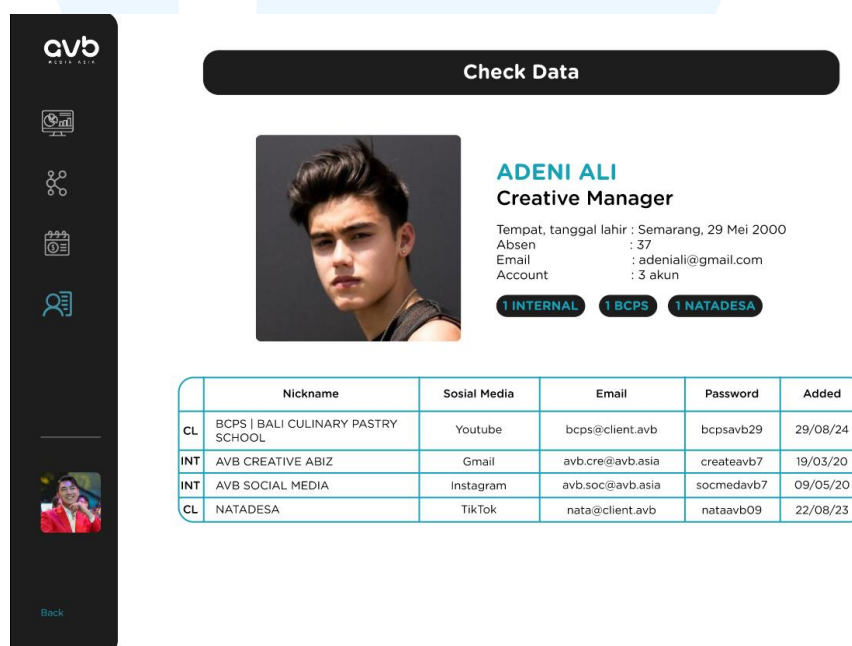 avb
MEDIA ASIA
Check Data
ADENI ALI
Creative Manager
Tempat, tanggal lahir : Semarang, 29 Mei 2000
Absen : 37
Email : adeniali@gmail.com
Account : 3 akun
1 INTERNAL 1 BCPS 1 NATADESA
Nickname Sosial Media Email Password Added
CL BCPS | BALI CULINARY PASTRY SCHOOL Youtube bcps@client.avb bcpsavb29 29/08/24
INT AVB CREATIVE ABIZ Gmail avb.cre@avb.asia createavb7 19/03/20
INT AVB SOCIAL MEDIA Instagram avb.soc@avb.asia socmedavb7 09/05/20
CL NATADESA TikTok nata@client.avb nataavb09 22/08/23
Back